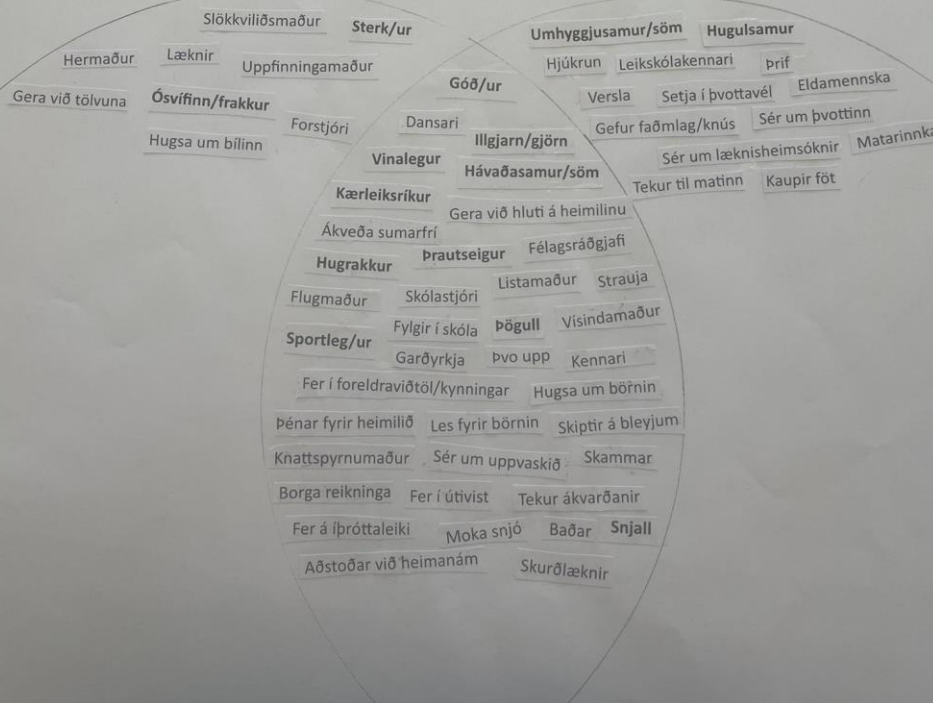 Slökkviliðsmaður
Sterk/ur
Hermaður
Læknir
Uppfinningamaður
Gera við tölvuna
Ósvífinn/frakkur
Forstjóri
Hugsa um bílinn
Góð/ur
Dansari
Illgjarn/gjörn
Vinalegur
Hávaðasamur/söm
Kærleiksríkur
Gera við hluti á heimilinu
Ákveða sumarfrí
Þrautseigur
Félagsráðgjafi
Hugrakkur
Listamaður
Strauja
Flugmaður
Skólastjóri
Fylgir í skóla
Þögull
Vísindamaður
Sportleg/ur
Garðyrkja
Þvo upp
Kennari
Fer í foreldraviðtöl/kynningar
Hugsa um börnin
Þénar fyrir heimilið
Les fyrir börnin
Skiptir á bleyjum
Knattspyrnumaður
Sér um uppvaskið
Skammar
Borga reikninga
Fer í útivist
Tekur ákvarðanir
Fer á íþróttaleiki
Moka snjó
Baðar
Snjall
Aðstoðar við heimanám
Skurðlæknir
Umhyggjusamur/söm
Hugulsamur
Hjúkrun
Leikskólakennari
Þrif
Versla
Setja í þvottavél
Eldamennska
Gefur faðmlag/knús
Sér um þvottinn
Sér um læknisheimsóknir
Matarinnka
Tekur til matinn
Kaupir föt